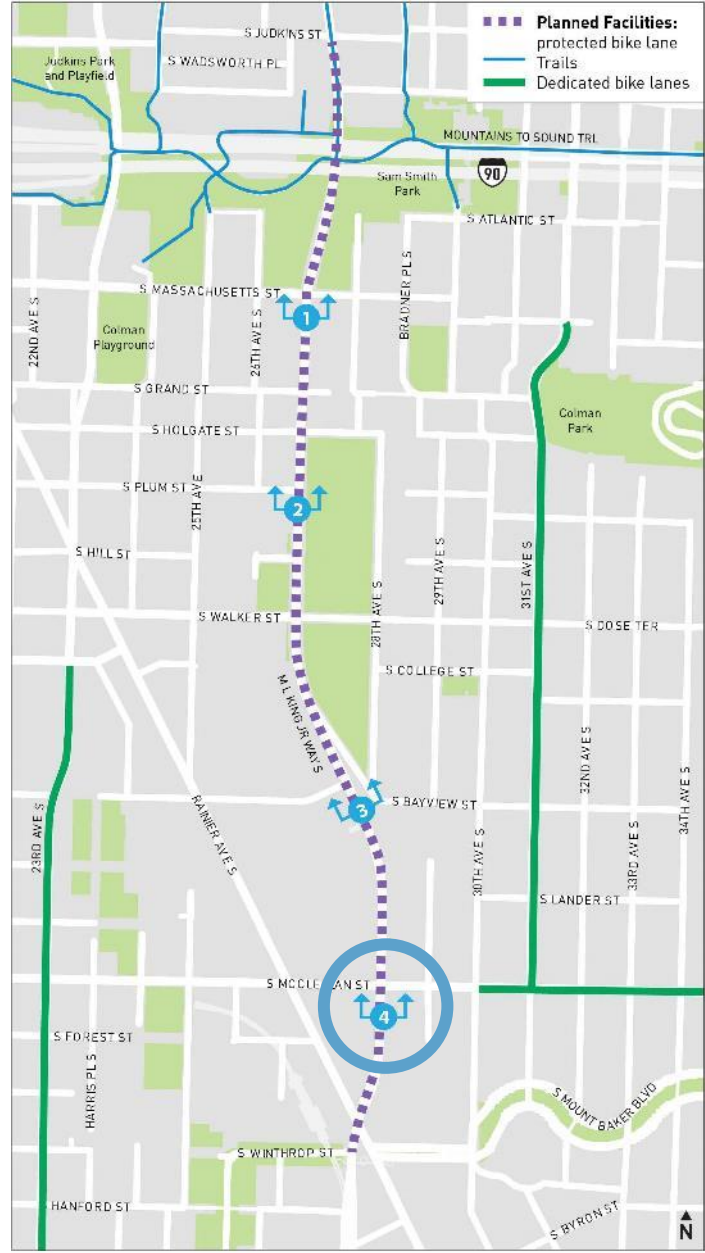 S JUDKINS ST
Planned Facilities:
protected bike lane
Trails
Dedicated bike lanes
Judkins Park
and Playfield
S WADSWORTH PL
MOUNTAINS TO SOUND TRL
90
Sam Smith
Park
S ATLANTIC ST
22ND AVE S
S MASSACHUSETTS ST
1
BRADNER PL S
Colman
Playground
26TH AVE S
S GRAND ST
Colman
Park
S HOLGATE ST
S PLUM ST
25TH AVE
2
S HILL ST
29TH AVE S
31ST AVE S
S WALKER ST
28TH AVE S
S DOSE TER
S COLLEGE ST
M L KING JR WAY S
32ND AVE S
3
S BAYVIEW ST
23RD AVE S
RAINIER AVE S
30TH AVE S
33RD AVE S
34TH AVE S
S LANDER ST
S MCCLELLAN ST
4
S FOREST ST
HARRIS PL S
S MOUNT BAKER BLVD
S WINTHROP ST
S HANFORD ST
S BYRON ST
N